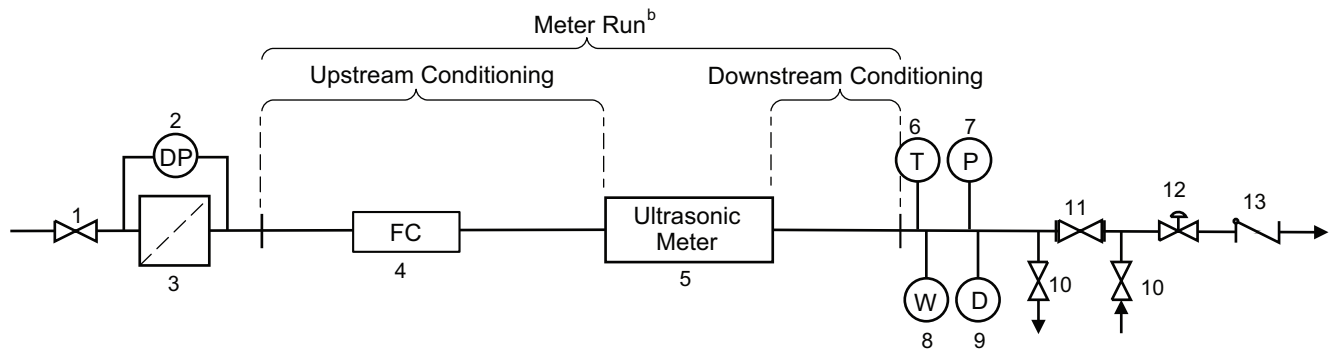 Meter Runᵇ
Upstream Conditioning
Downstream Conditioning
2
DP
6
T
7
P
1
3
FC
4
Ultrasonic
Meter
5
11
12
13
W
8
D
9
10
10